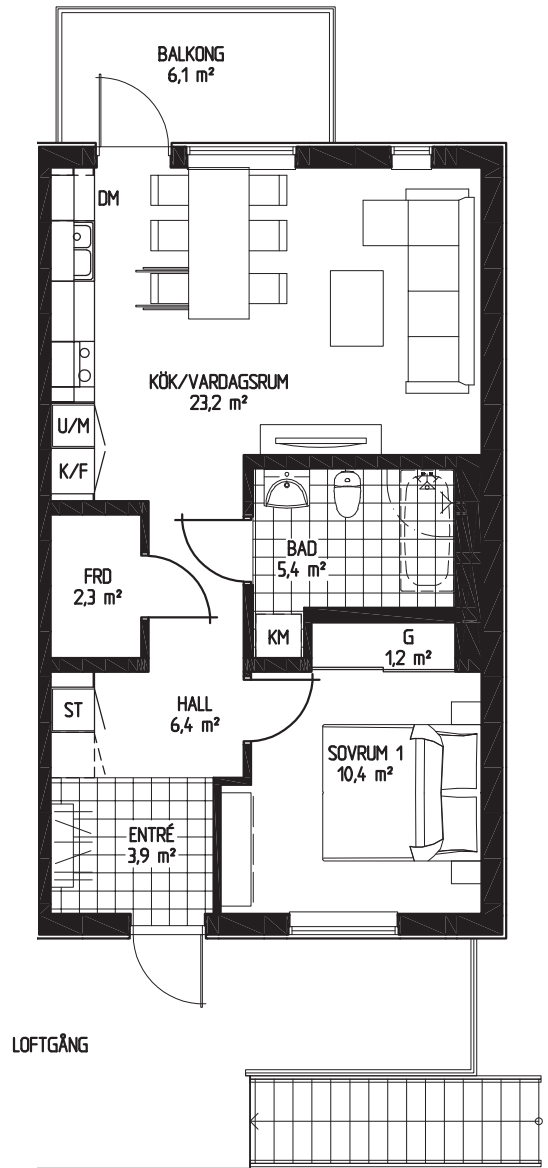 BALKONG
6,1 m²
DM
KÖK/VARDAGSRUM
23,2 m²
U/M
K/F
BAD
5,4 m²
FRD
2,3 m²
KM
G
1,2 m²
ST
HALL
6,4 m²
SOVRUM 1
10,4 m²
ENTRÉ
3,9 m²
LOFTGÅNG